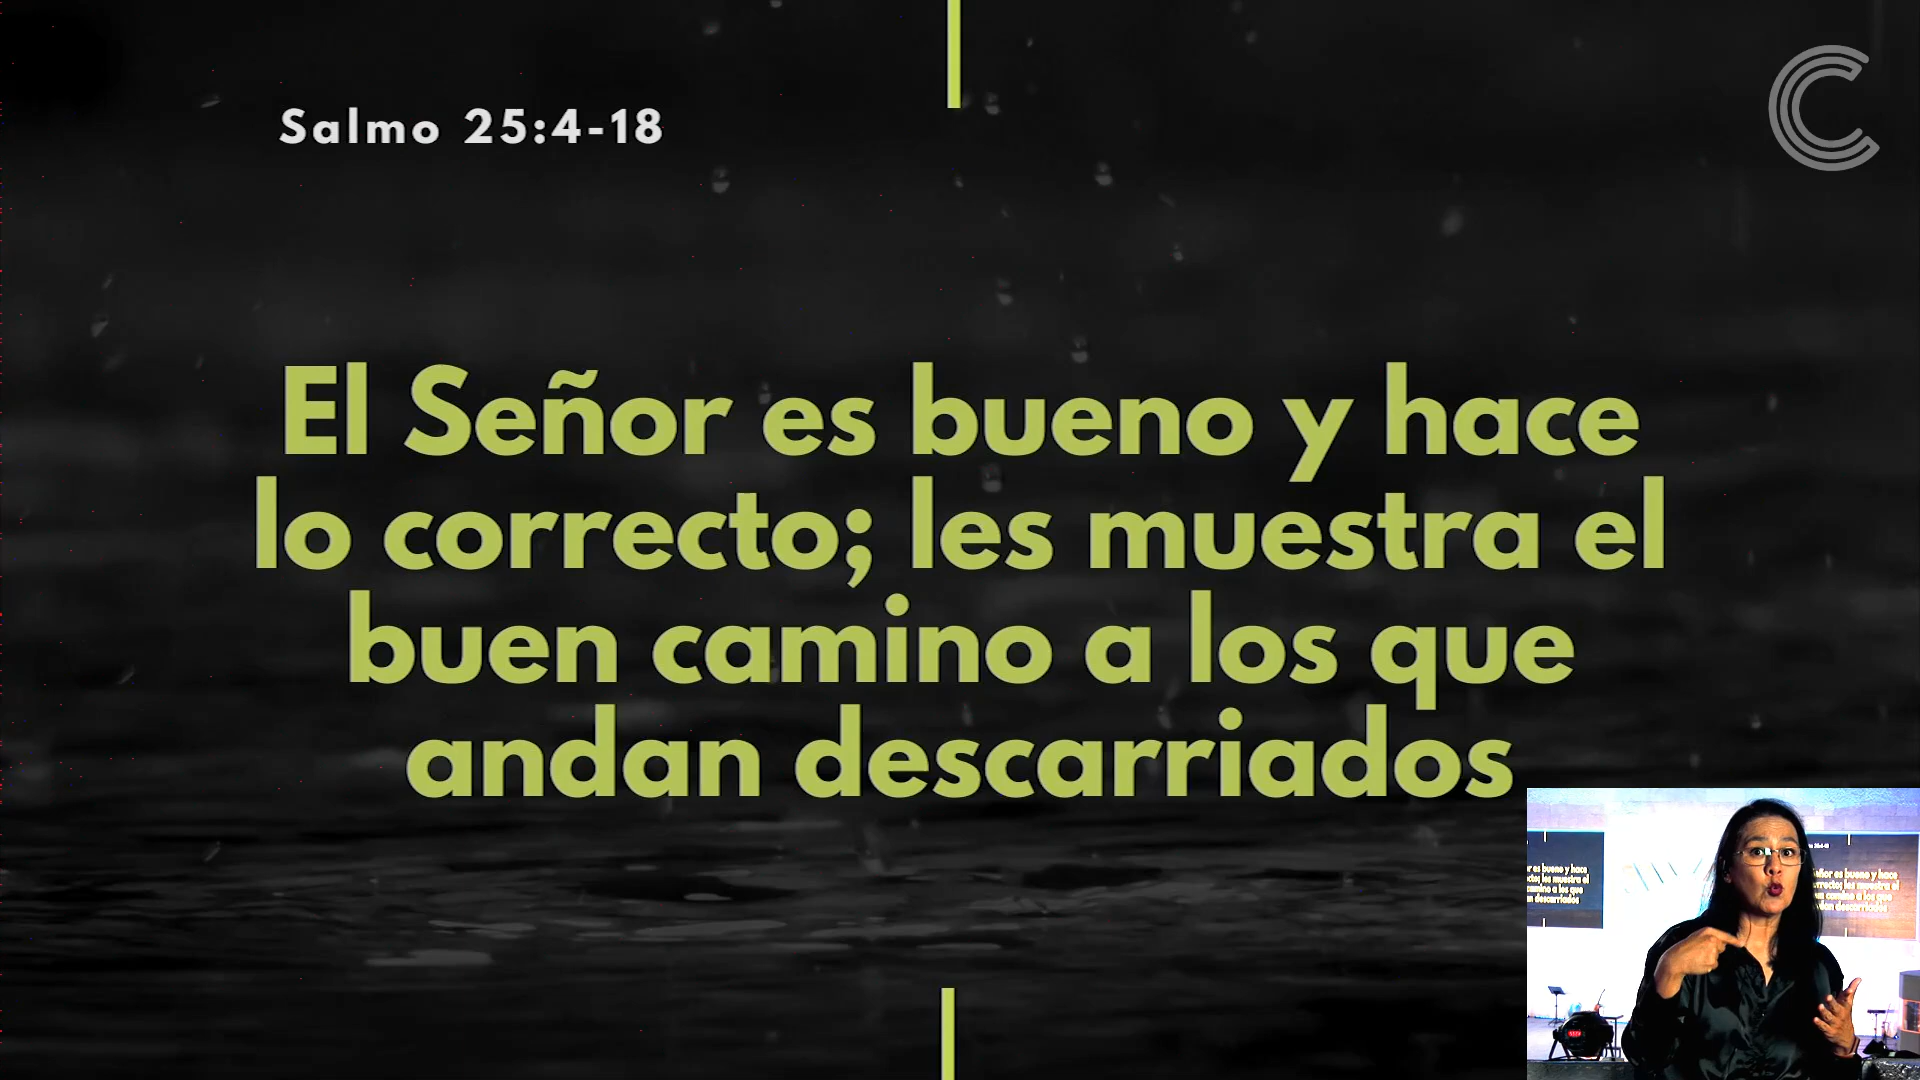 Salmo 25:4-18
El Señor es bueno y hace
lo correcto; les muestra el
buen camino a los que
andan descarriados